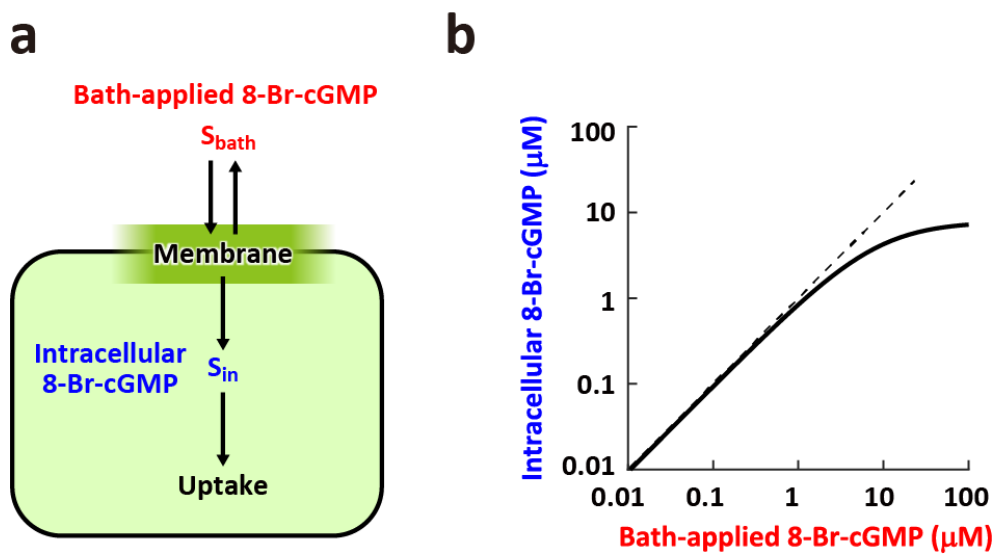 a
Bath-applied 8-Br-cGMP
Sbath
Membrane
Intracellular
8-Br-cGMP
Sin
Uptake
b
Intracellular 8-Br-cGMP (μM)
100
10
1
0.1
0.01
0.01 0.1 1 10 100
Bath-applied 8-Br-cGMP (μM)